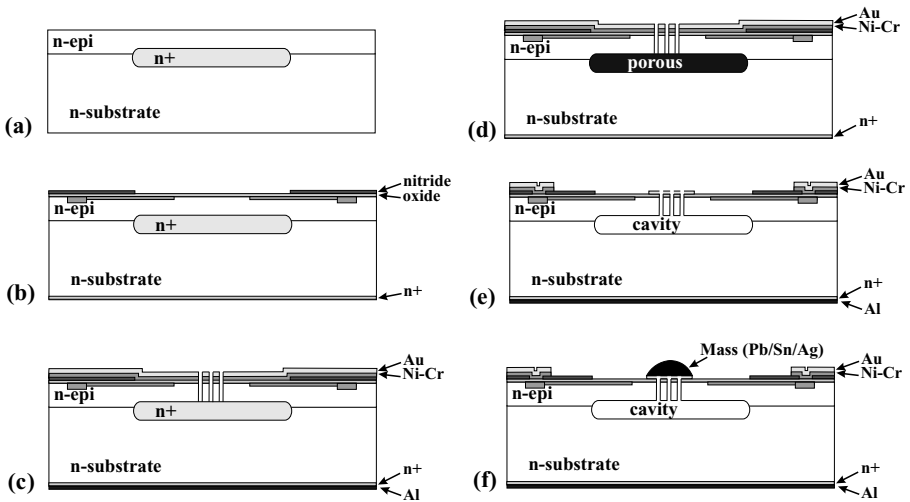 n-epi
n+
n-substrate
(a)
nitride
oxide
n-epi
n+
n-substrate
(b)
n+
Au
Ni-Cr
n-epi
n+
n-substrate
(c)
n+
Al
Au
Ni-Cr
n-epi
porous
n-substrate
(d)
n+
Au
Ni-Cr
n-epi
cavity
n-substrate
(e)
n+
Al
Mass (Pb/Sn/Ag)
Au
Ni-Cr
n-epi
cavity
n-substrate
(f)
n+
Al